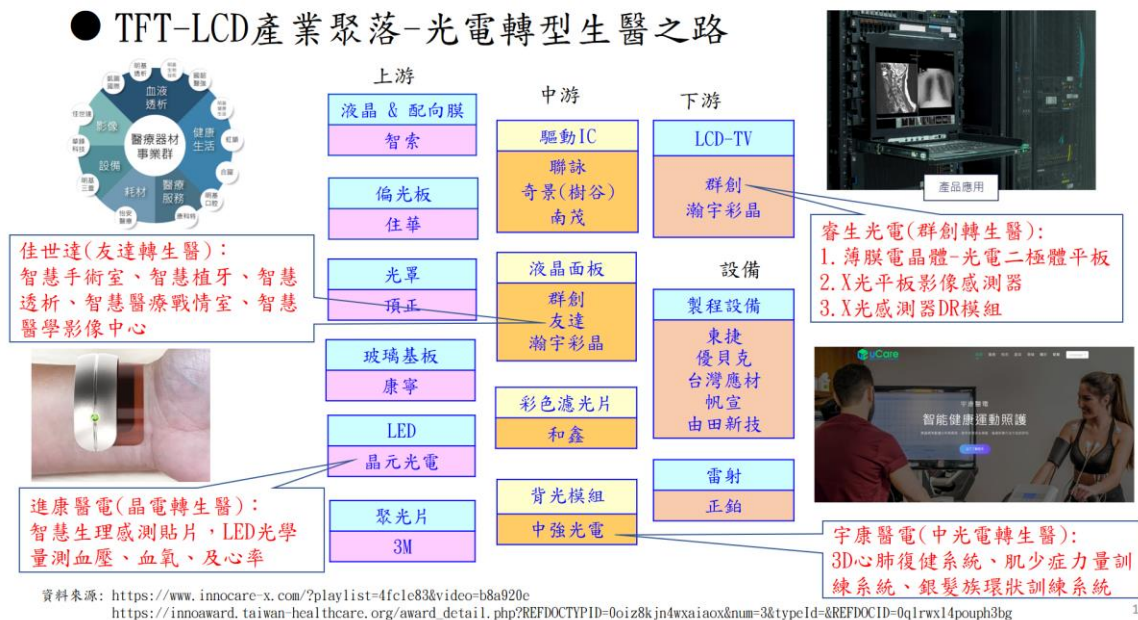 ● TFT-LCD產業聚落-光電轉型生醫之路
血液
透析
健康
生活
醫療
服務
耗材
設備
影像
醫療器材
事業群
佳世達
上游
液晶 & 配向膜
智索
偏光板
住華
光罩
頂正
玻璃基板
康寧
LED
晶元光電
聚光片
3M
中游
驅動IC
聯詠
奇景(樹谷)
南茂
液晶面板
群創
友達
瀚宇彩晶
彩色濾光片
和鑫
背光模組
中強光電
下游
LCD-TV
群創
瀚宇彩晶
設備
製程設備
東捷
優貝克
台灣應材
帆宣
由田新技
雷射
正鉑
產品應用
佳世達(友達轉生醫):
智慧手術室、智慧植牙、智慧
透析、智慧醫療戰情室、智慧
醫學影像中心
睿生光電(群創轉生醫):
1.薄膜電晶體-光電二極體平板
2.X光平板影像感測器
3.X光感測器DR模組
uCare
宇康醫電
智能健康運動照護
進康醫電(晶電轉生醫):
智慧生理感測貼片，LED光學
量測血壓、血氧、及心率
宇康醫電(中光電轉生醫):
3D心肺復健系統、肌少症力量訓
練系統、銀髮族環狀訓練系統
資料來源: https://www.innocare-x.com/?playlist=4fc1e83&video=b8a920e
https://innoaward.taiwan-healthcare.org/award_detail.php?REFDOCTYPID=0oiz8kjn4wxaiaox&num=3&typeId=&REFDOCID=0qlrwx14pouph3bg
1